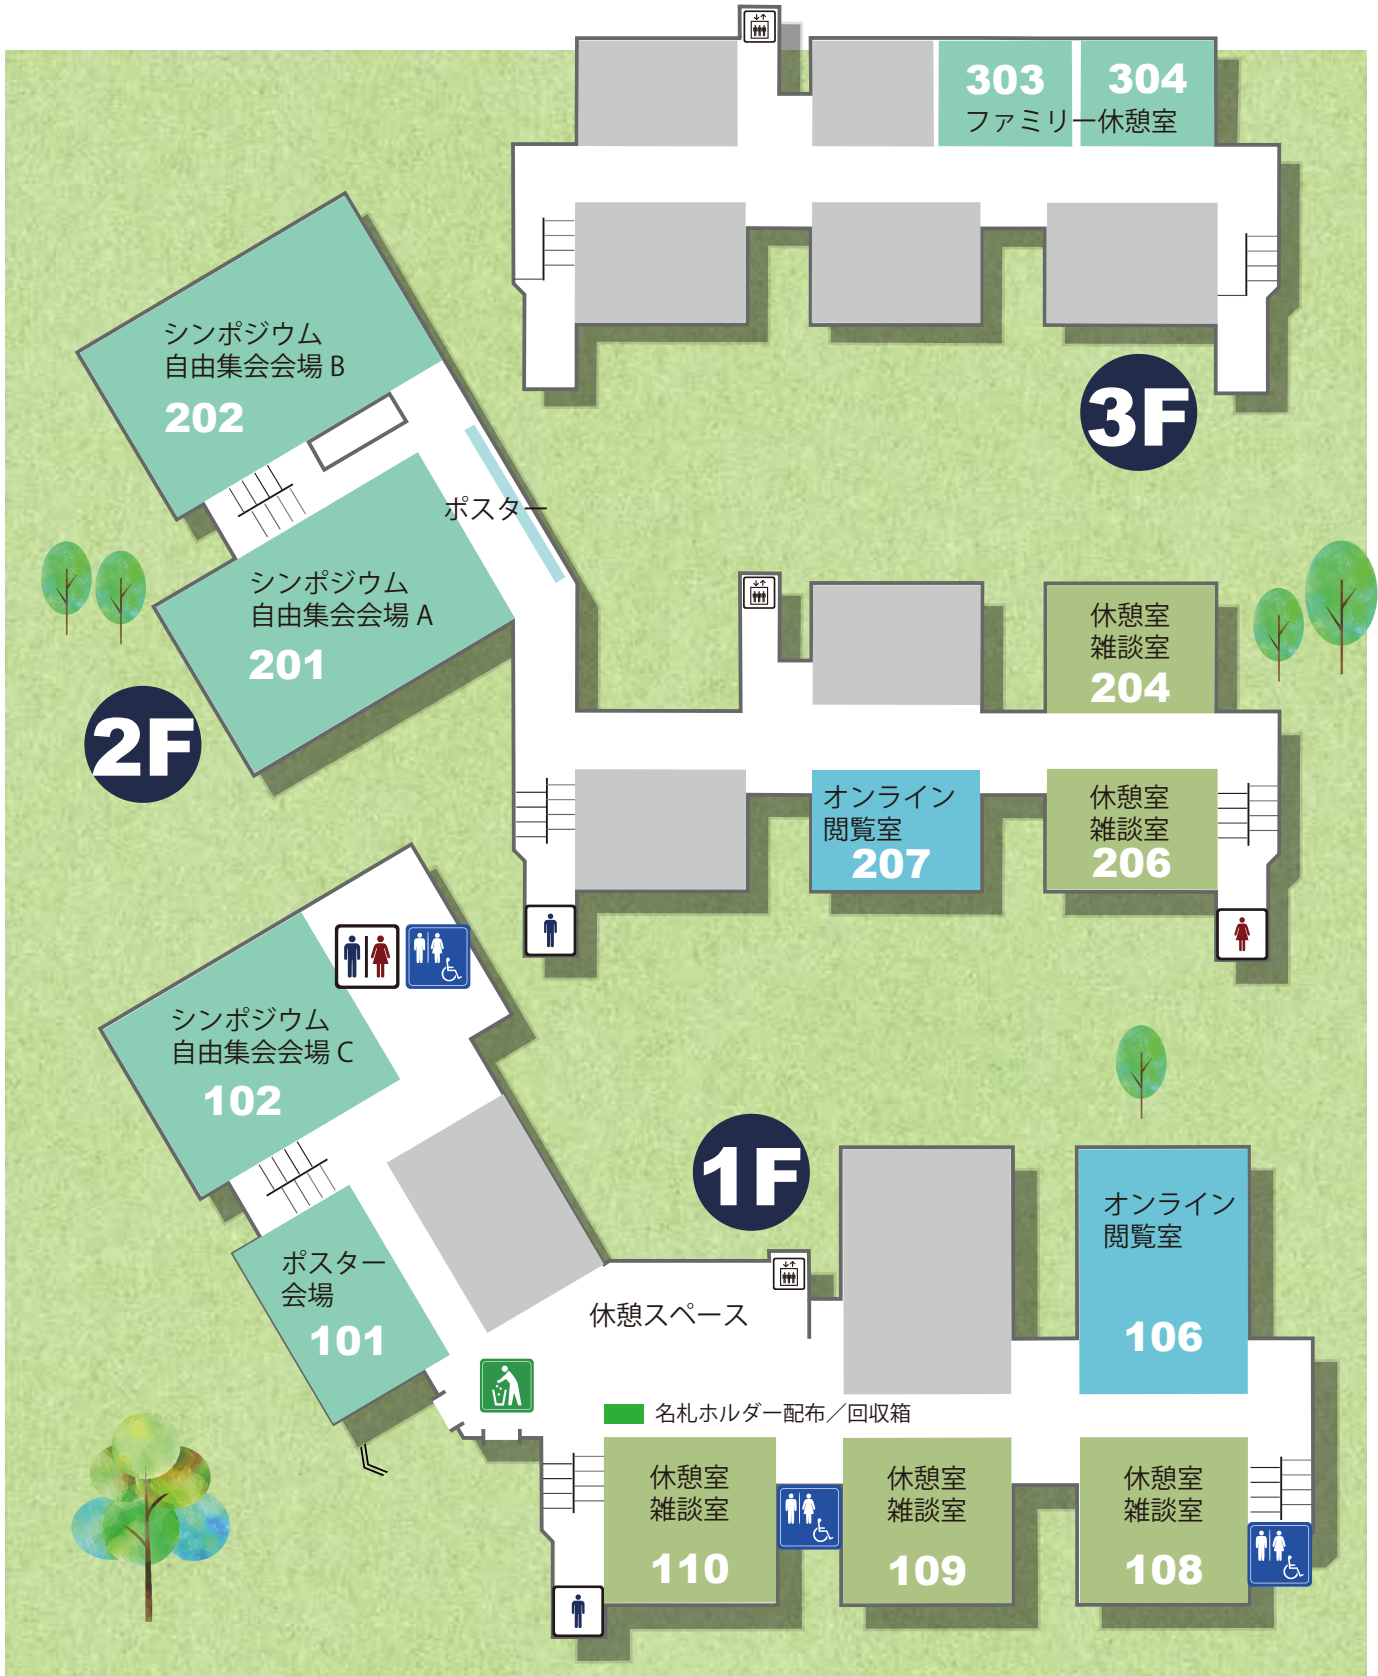 303
304
ファミリー休憩室
3F
シンポジウム
自由集会会場 B
202
ポスター
シンポジウム
自由集会会場 A
201
2F
休憩室
雑談室
204
オンライン
閲覧室
207
休憩室
雑談室
206
シンポジウム
自由集会会場 C
102
1F
オンライン
閲覧室
106
ポスター
会場
101
休憩スペース
名札ホルダー配布／回収箱
休憩室
雑談室
110
休憩室
雑談室
109
休憩室
雑談室
108